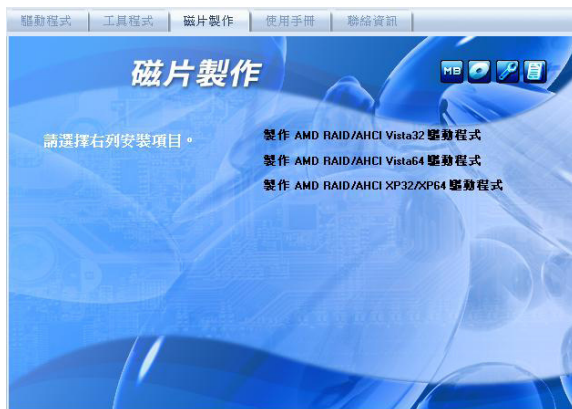 驅動程式 工具程式 磁片製作 使用手冊 聯絡資訊
磁片製作
MB
請選擇右列安裝項目。
製作 AMD RAID/AHCI Vista32 驅動程式
製作 AMD RAID/AHCI Vista64 驅動程式
製作 AMD RAID/AHCI XP32/XP64 驅動程式